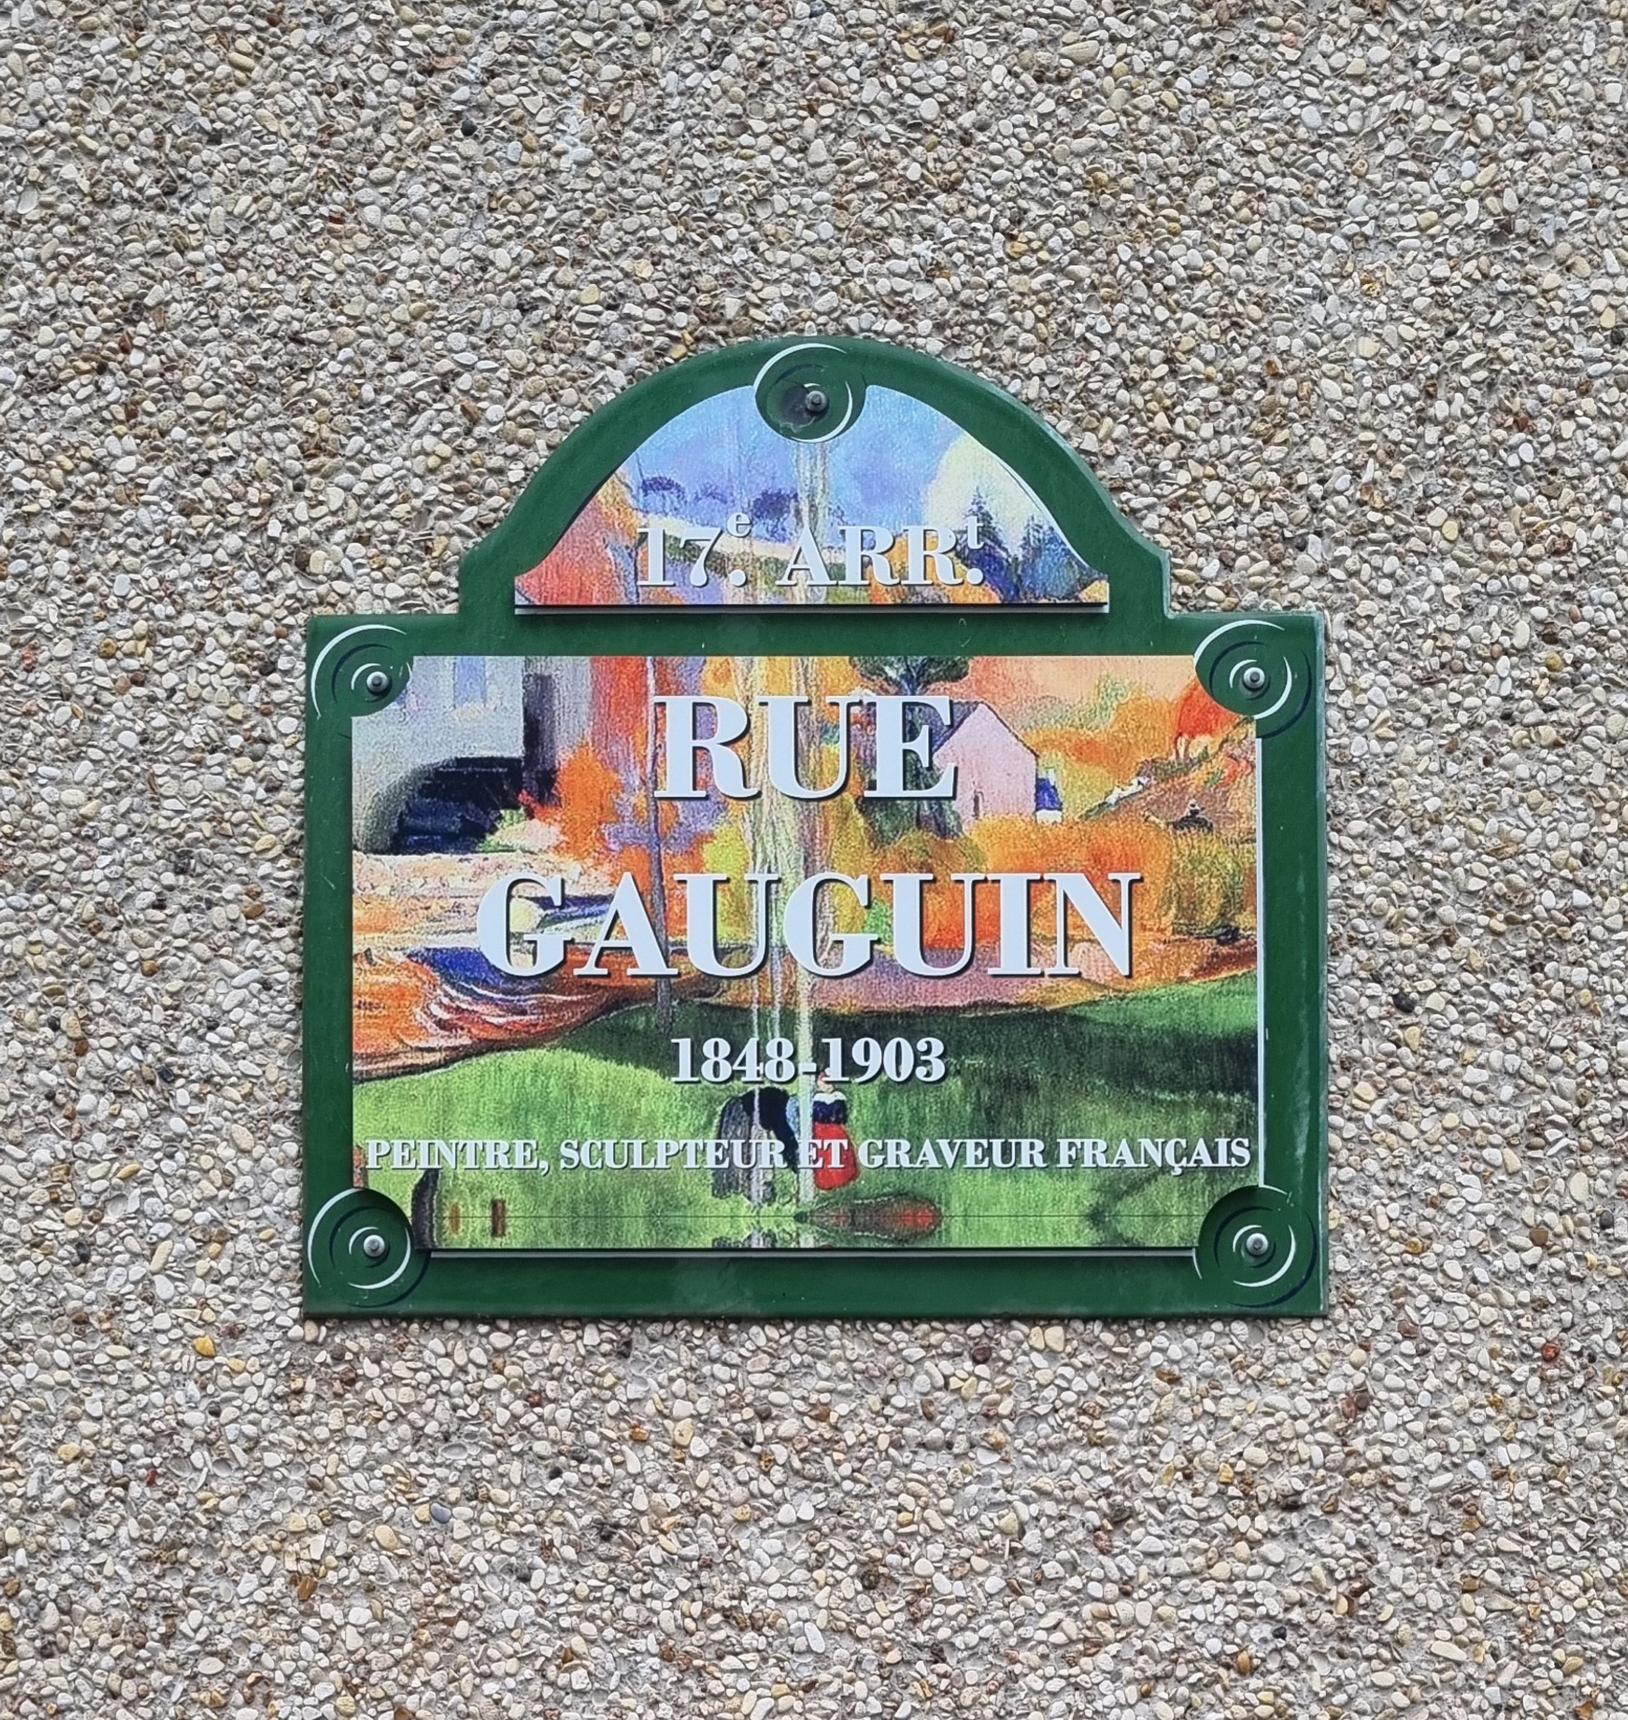 17e. ARRt.
RUE
GAUGUIN
1848-1903
PEINTRE, SCULPTEUR ET GRAVEUR FRANÇAIS